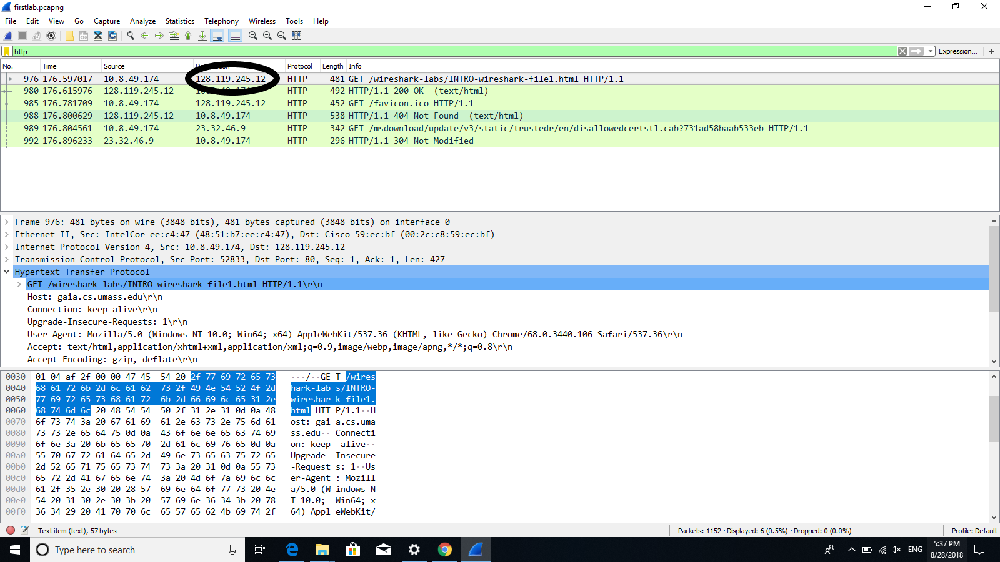 firstlab.pcapng
File Edit View Go Capture Analyze Statistics Telephony Wireless Tools Help
http Expression... +
No. Time Source Protocol Length Info
976 176.597017 10.8.49.174 128.119.245.12 HTTP 481 GET /wireshark-labs/INTRO-wireshark-file1.html HTTP/1.1
980 176.615976 128.119.245.12 10.8.49.174 HTTP 492 HTTP/1.1 200 OK (text/html)
985 176.781709 10.8.49.174 128.119.245.12 HTTP 452 GET /favicon.ico HTTP/1.1
988 176.800629 128.119.245.12 10.8.49.174 HTTP 538 HTTP/1.1 404 Not Found (text/html)
989 176.804561 10.8.49.174 23.32.46.9 HTTP 342 GET /msdownload/update/v3/static/trustedr/en/disallowedcertstl.cab?731ad58baab533eb HTTP/1.1
992 176.896233 23.32.46.9 10.8.49.174 HTTP 296 HTTP/1.1 304 Not Modified
Frame 976: 481 bytes on wire (3848 bits), 481 bytes captured (3848 bits) on interface 0
Ethernet II, Src: IntelCor_ee:c4:47 (48:51:b7:ee:c4:47), Dst: Cisco_59:ec:bf (00:2c:c8:59:ec:bf)
Internet Protocol Version 4, Src: 10.8.49.174, Dst: 128.119.245.12
Transmission Control Protocol, Src Port: 52833, Dst Port: 80, Seq: 1, Ack: 1, Len: 427
Hypertext Transfer Protocol
GET /wireshark-labs/INTRO-wireshark-file1.html HTTP/1.1\r\n
Host: gaia.cs.umass.edu\r\n
Connection: keep-alive\r\n
Upgrade-Insecure-Requests: 1\r\n
User-Agent: Mozilla/5.0 (Windows NT 10.0; Win64; x64) AppleWebKit/537.36 (KHTML, like Gecko) Chrome/68.0.3440.106 Safari/537.36\r\n
Accept: text/html,application/xhtml+xml,application/xml;q=0.9,image/webp,image/apng,*/*;q=0.8\r\n
Accept-Encoding: gzip, deflate\r\n
0030 01 04 af 2f 00 00 47 45 54 20 2f 77 69 72 65 73 ···/··GE T /wires
0040 68 61 72 6b 2d 6c 61 62 73 2f 49 4e 54 52 4f 2d hark-lab s/INTRO-
0050 77 69 72 65 73 68 61 72 6b 2d 66 69 6c 65 31 2e wireshar k-file1.
0060 68 74 6d 6c 20 48 54 54 50 2f 31 2e 31 0d 0a 48 html HTT P/1.1··H
0070 6f 73 74 3a 20 67 61 69 61 2e 63 73 2e 75 6d 61 ost: gai a.cs.uma
0080 73 73 2e 65 64 75 0d 0a 43 6f 6e 6e 65 63 74 69 ss.edu·· Connecti
0090 6f 6e 3a 20 6b 65 65 70 2d 61 6c 69 76 65 0d 0a on: keep -alive··
00a0 55 70 67 72 61 64 65 2d 49 6e 73 65 63 75 72 65 Upgrade- Insecure
00b0 2d 52 65 71 75 65 73 74 73 3a 20 31 0d 0a 55 73 -Request s: 1··Us
00c0 65 72 2d 41 67 65 6e 74 3a 20 4d 6f 7a 69 6c 6c er-Agent : Mozill
00d0 61 2f 35 2e 30 20 28 57 69 6e 64 6f 77 73 20 4e a/5.0 (W indows N
00e0 54 20 31 30 2e 30 3b 20 57 69 6e 36 34 3b 20 78 T 10.0; Win64; x
00f0 36 34 29 20 41 70 70 6c 65 57 65 62 4b 69 74 2f 64) Appl eWebKit/
Text item (text), 57 bytes Packets: 1152 · Displayed: 6 (0.5%) · Dropped: 0 (0.0%) Profile: Default
Type here to search ENG 5:37 PM
8/28/2018